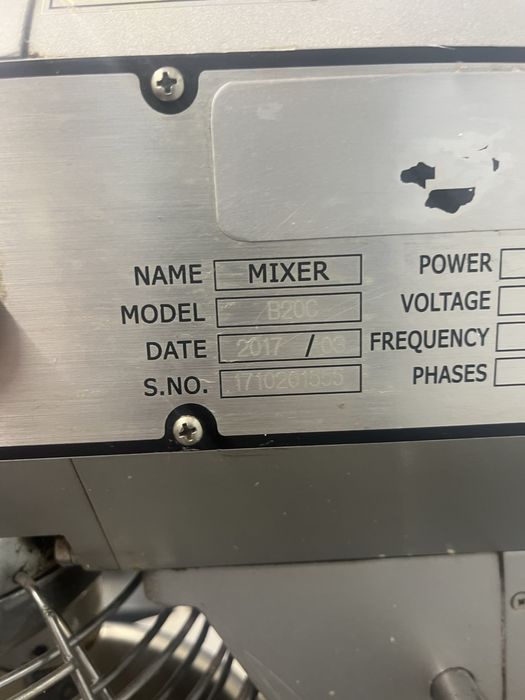 NAME MIXER POWER
MODEL B20C VOLTAGE
DATE 2017 / 03 FREQUENCY
S.NO. PHASES